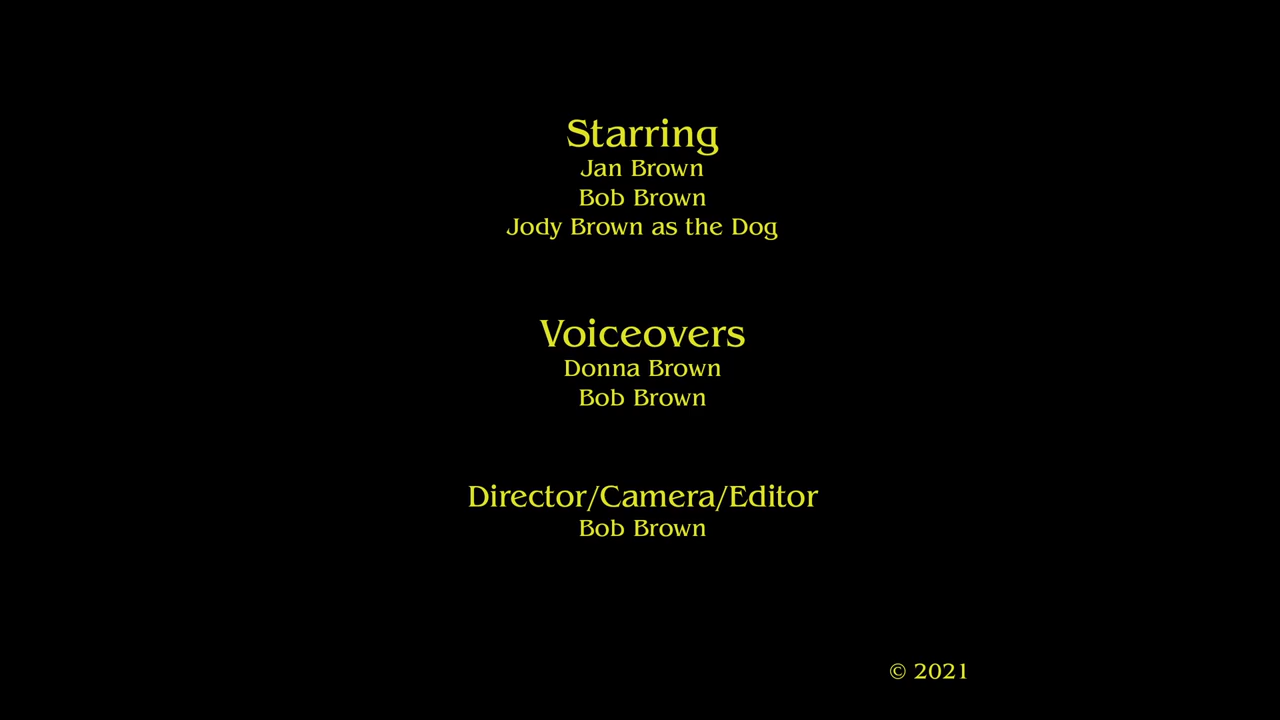 Starring
Jan Brown
Bob Brown
Jody Brown as the Dog
Voiceovers
Donna Brown
Bob Brown
Director/Camera/Editor
Bob Brown
© 2021